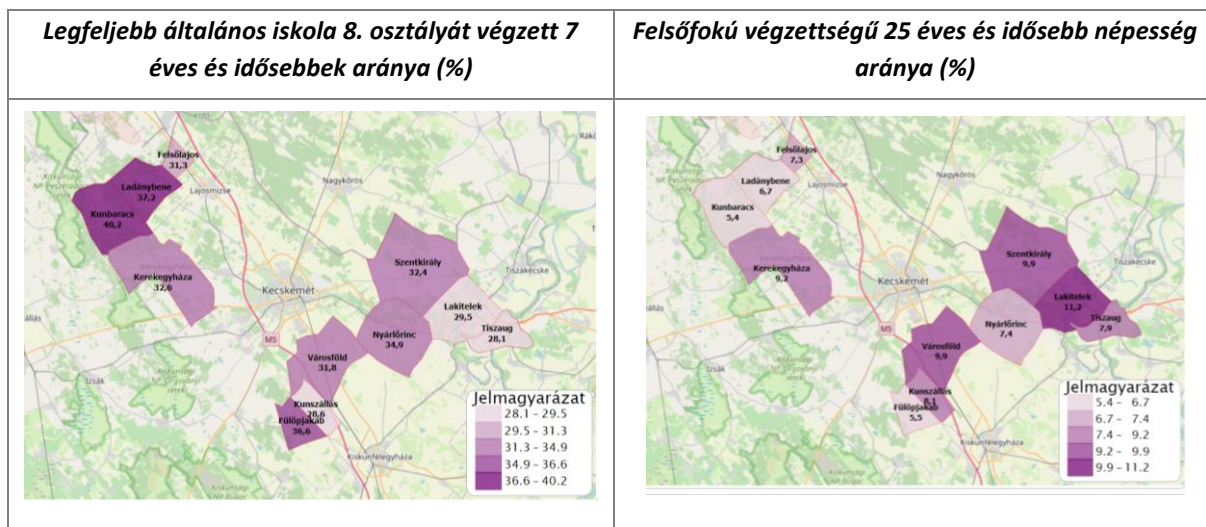 Legfeljebb általános iskola 8. osztályát végzett 7
éves és idősebbek aránya (%)
Felsőfokú végzettségű 25 éves és idősebb népesség
aránya (%)
Felsőlajos
31,3
Lajosmizse
Ladánybene
37,2
Nagykőrös
Kunbaracs
40,2
Szentkirály
32,4
Kerekegyháza
32,6
Tiszakécske
Kecskemét
Lakitelek
29,5
Tiszaug
28,1
Nyárlőrinc
34,9
M5
Városföld
31,8
Izsák
Kunszállás
28,6
Fülöpjakab
36,6
Kiskunfélegyháza
Jelmagyarázat
28.1 - 29.5
29.5 - 31.3
31.3 - 34.9
34.9 - 36.6
36.6 - 40.2
Felsőlajos
7,3
Lajosmizse
Ladánybene
6,7
Nagykőrös
Kunbaracs
5,4
Szentkirály
9,9
Kerekegyháza
9,2
Tiszakécske
Kecskemét
Lakitelek
11,2
Tiszaug
7,9
Nyárlőrinc
7,4
M5
Városföld
9,9
Izsák
Kunszállás
8,1
Fülöpjakab
5,5
Kiskunfélegyháza
Jelmagyarázat
5.4 - 6.7
6.7 - 7.4
7.4 - 9.2
9.2 - 9.9
9.9 - 11.2